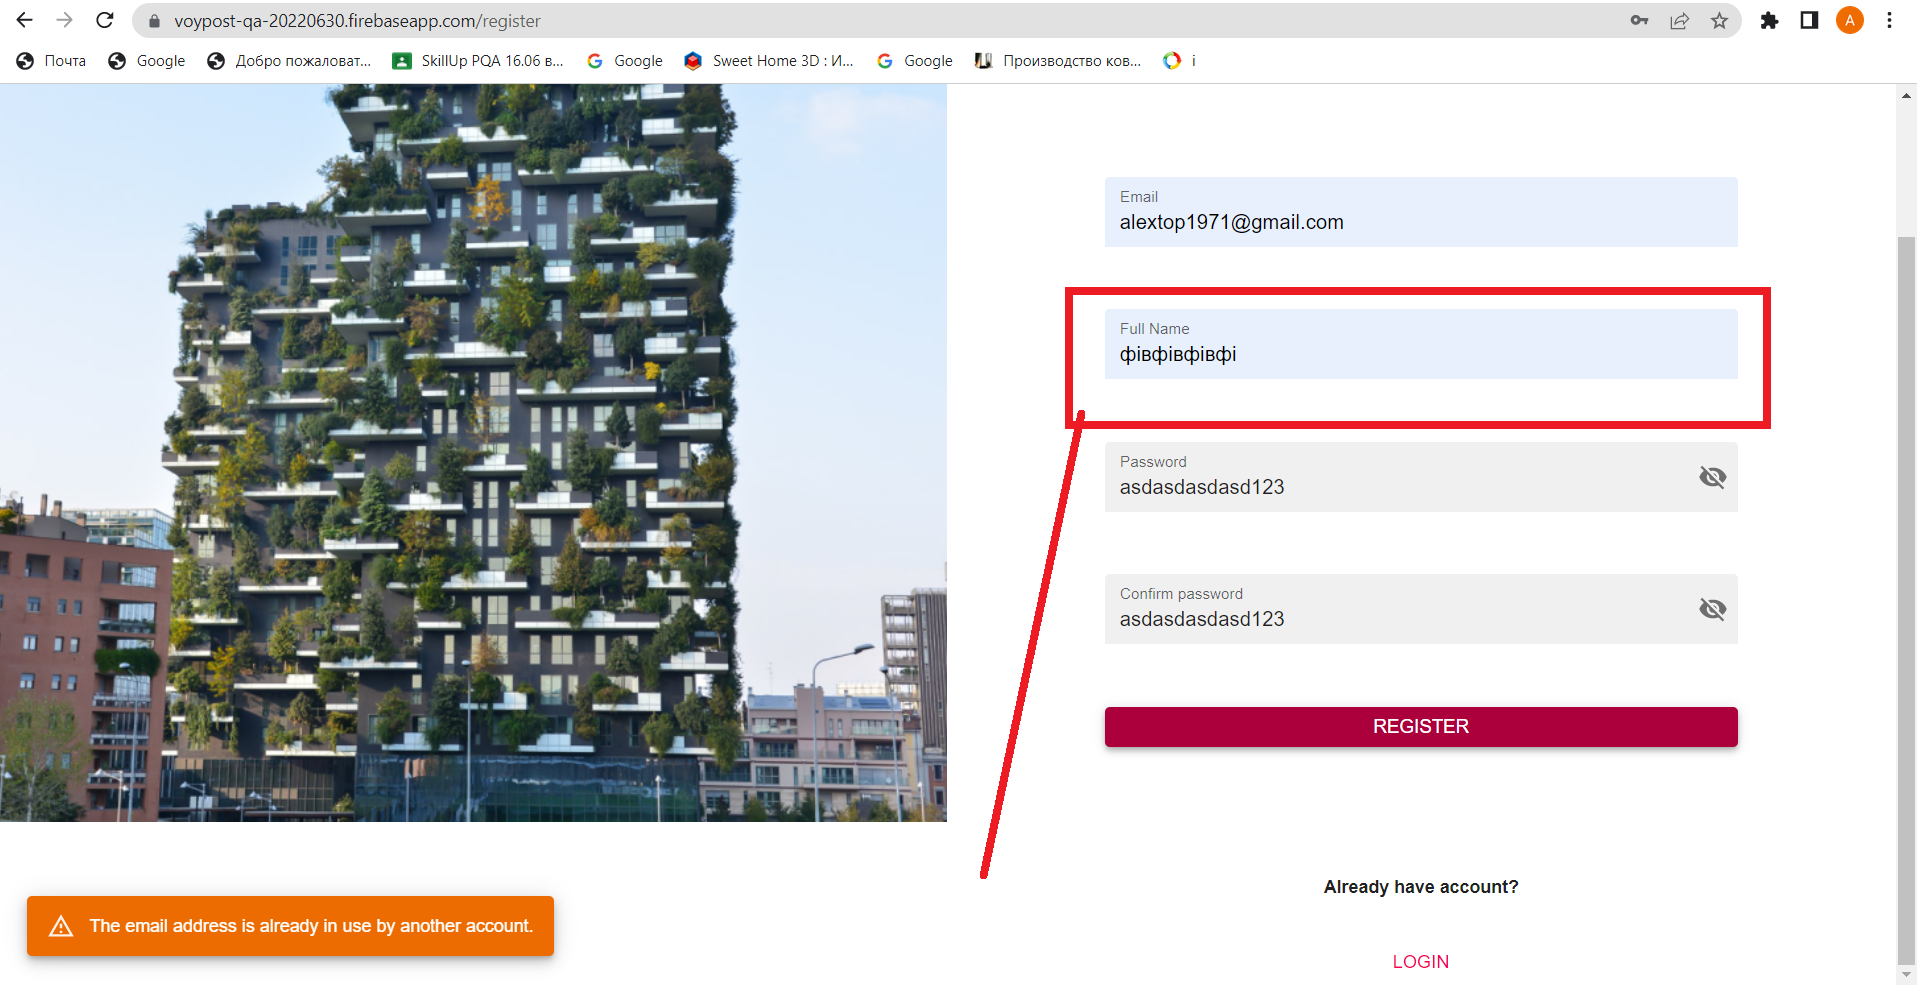 voypost-qa-20220630.firebaseapp.com/register
A
Почта Google Добро пожаловат... SkillUp PQA 16.06 в... Google Sweet Home 3D : И... Google Производство ков... i
Email
alextop1971@gmail.com
Full Name
фівфівфівфі
Password
asdasdasdasd123
Confirm password
asdasdasdasd123
REGISTER
Already have account?
The email address is already in use by another account.
LOGIN